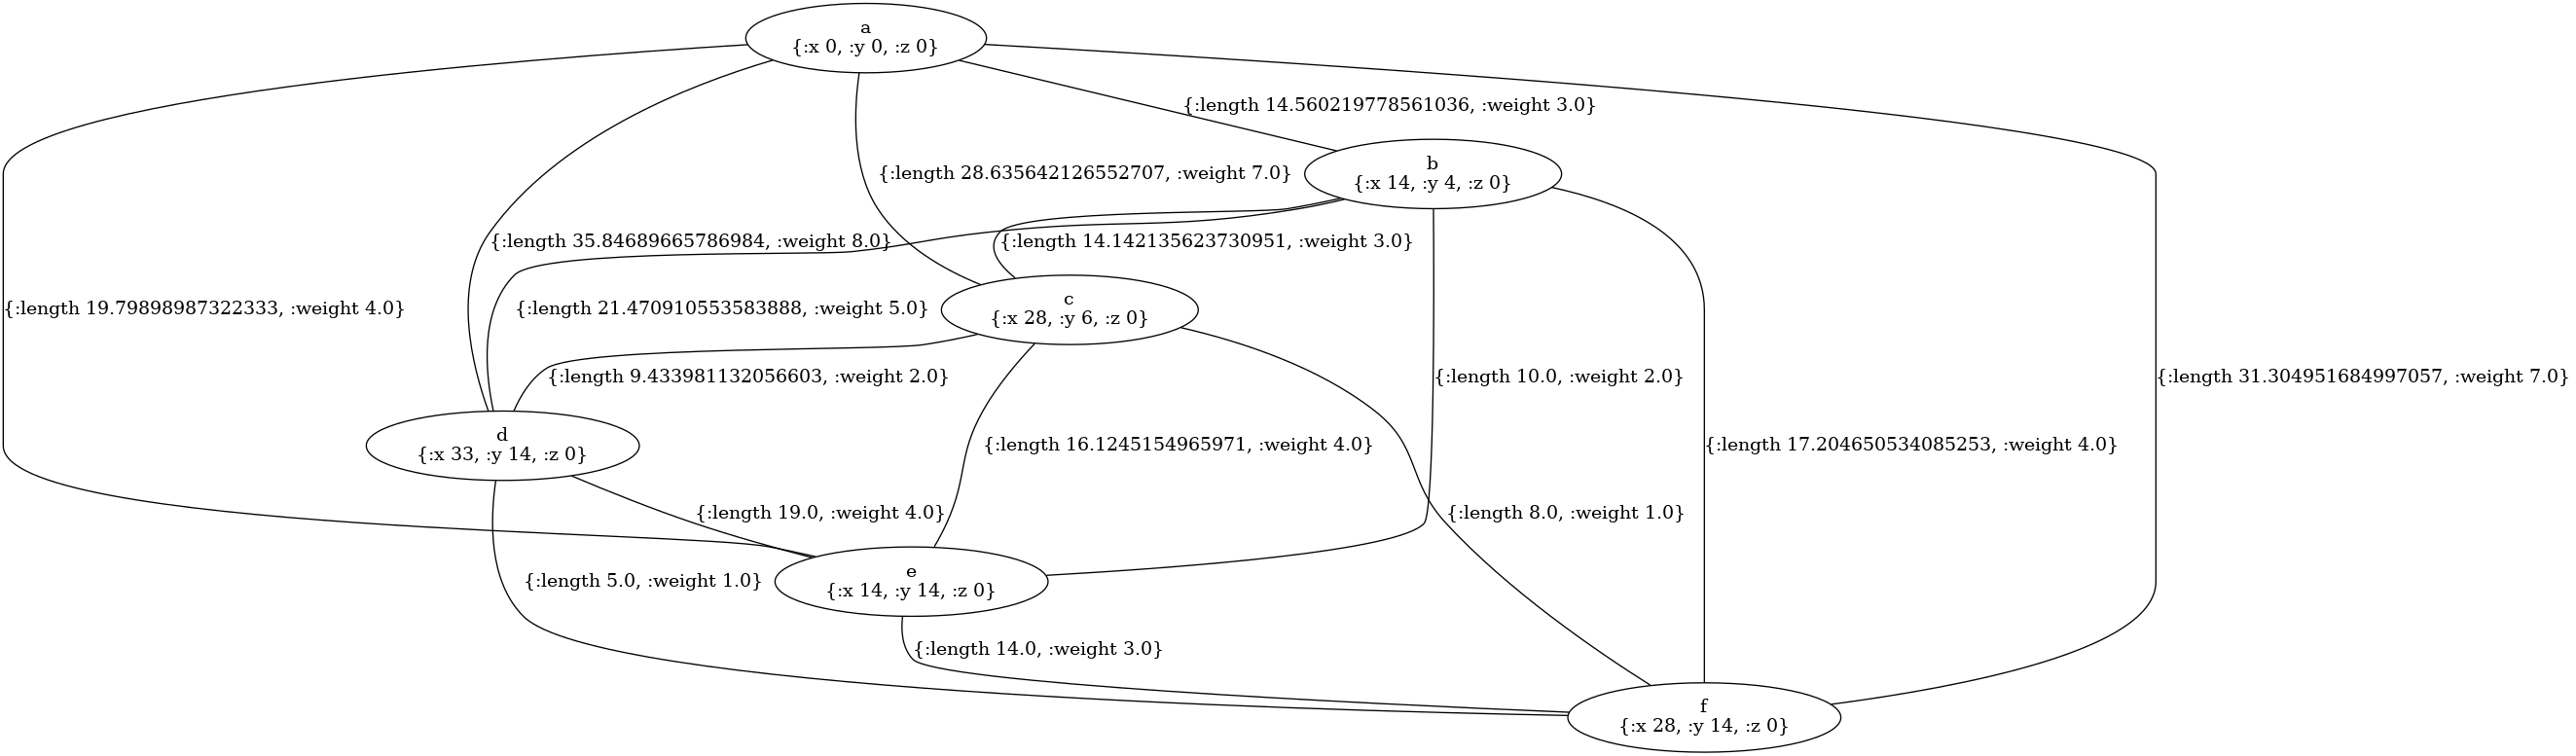 a
{:x 0, :y 0, :z 0}
{:length 14.560219778561036, :weight 3.0}
b
{:x 14, :y 4, :z 0}
{:length 28.635642126552707, :weight 7.0}
{:length 35.84689665786984, :weight 8.0}
{:length 14.142135623730951, :weight 3.0}
c
{:x 28, :y 6, :z 0}
{:length 19.79898987322333, :weight 4.0}
{:length 21.470910553583888, :weight 5.0}
{:length 9.433981132056603, :weight 2.0}
{:length 10.0, :weight 2.0}
{:length 31.304951684997057, :weight 7.0}
d
{:x 33, :y 14, :z 0}
{:length 16.1245154965971, :weight 4.0}
{:length 17.204650534085253, :weight 4.0}
{:length 19.0, :weight 4.0}
{:length 8.0, :weight 1.0}
{:length 5.0, :weight 1.0}
e
{:x 14, :y 14, :z 0}
{:length 14.0, :weight 3.0}
f
{:x 28, :y 14, :z 0}